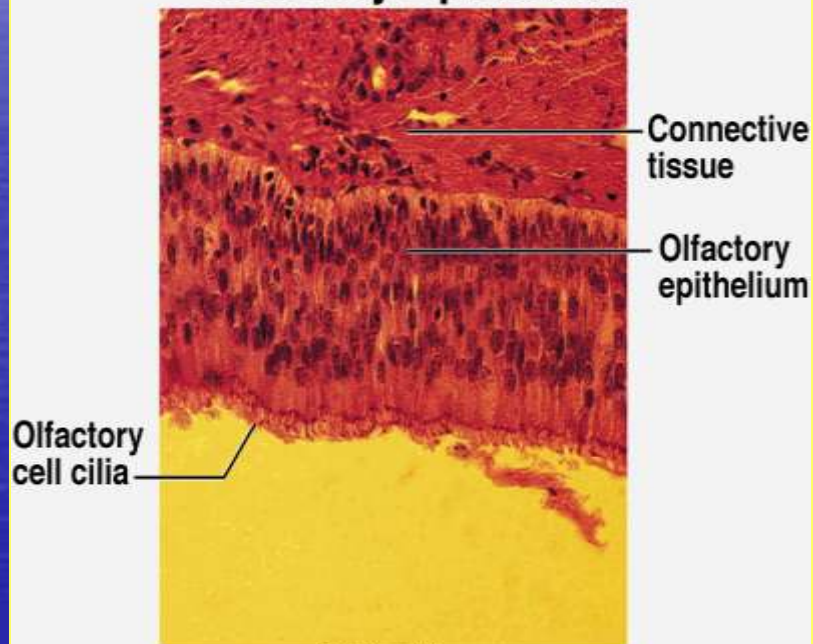 Connective
tissue
Olfactory
epithelium
Olfactory
cell cilia